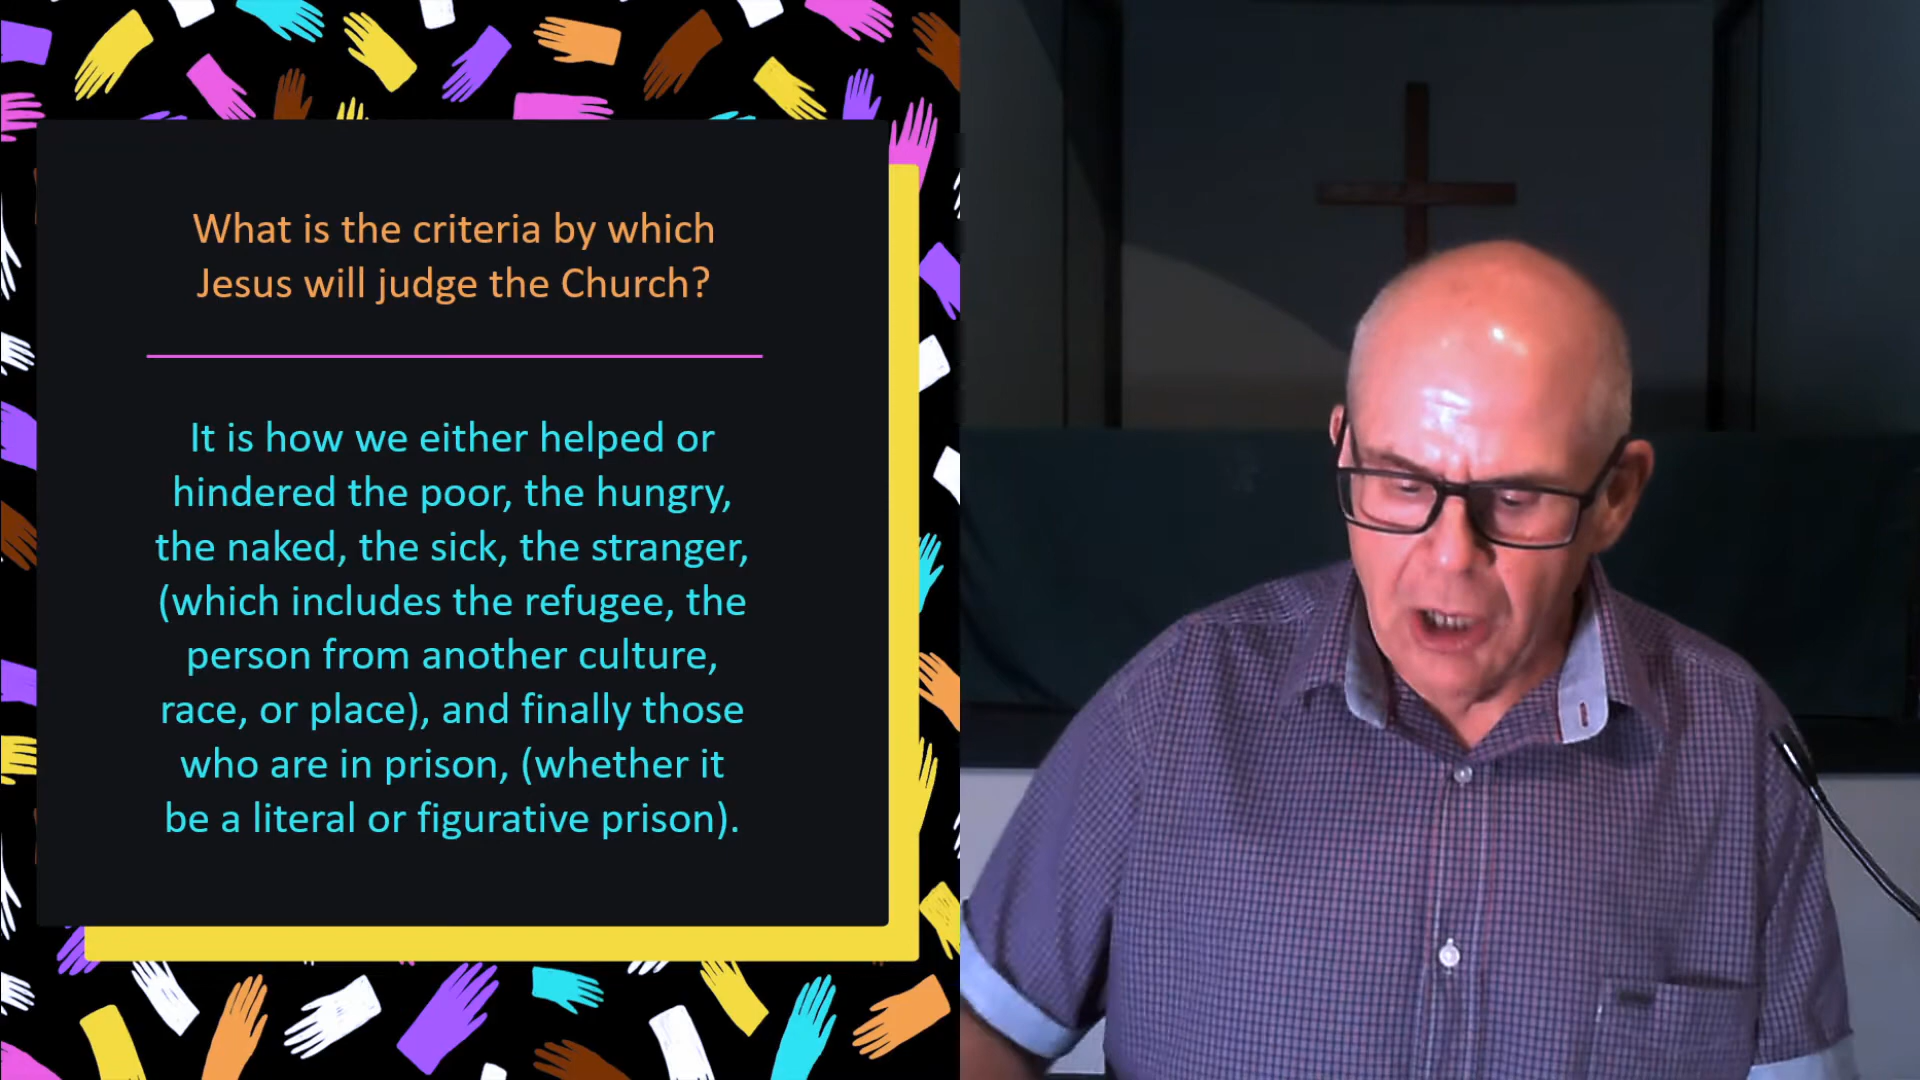 What is the criteria by which
Jesus will judge the Church?
It is how we either helped or
hindered the poor, the hungry,
the naked, the sick, the stranger,
(which includes the refugee, the
person from another culture,
race, or place), and finally those
who are in prison, (whether it
be a literal or figurative prison).